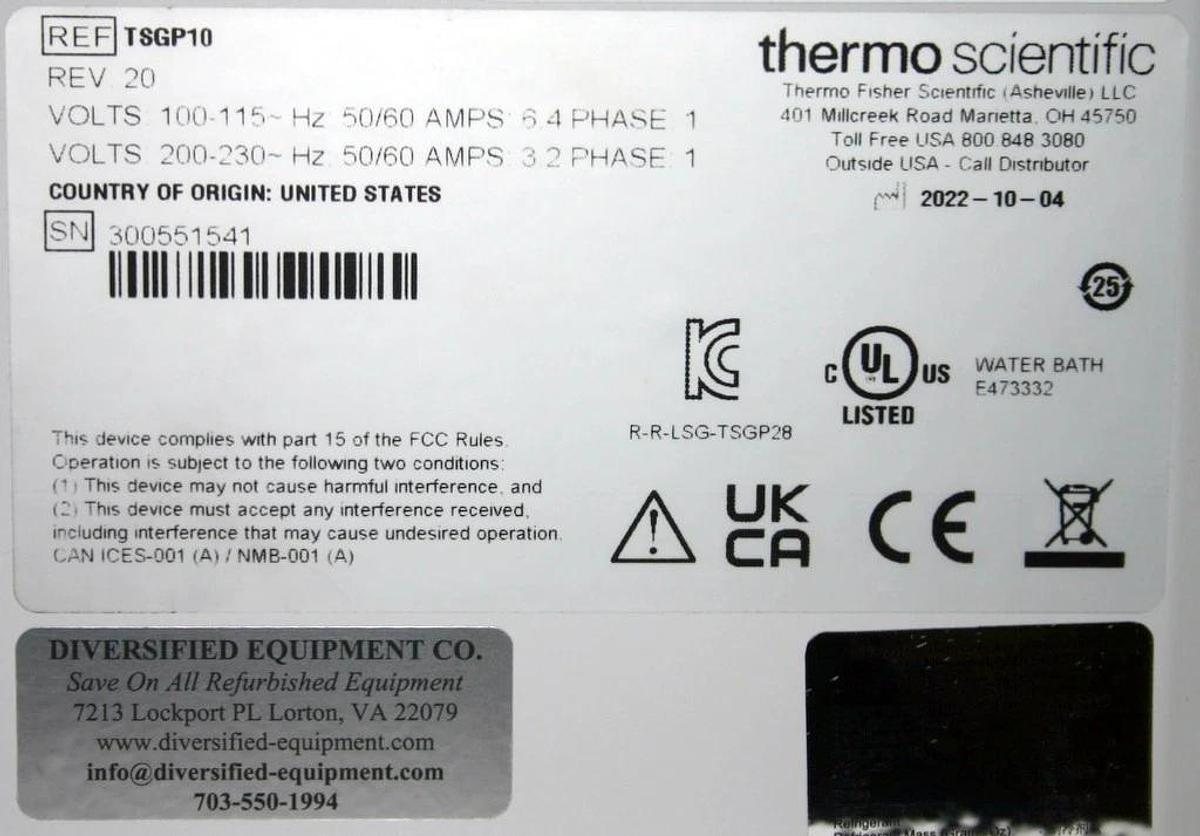 REF TSGP10
REV 20
VOLTS 100-115~ Hz 50/60 AMPS: 6.4 PHASE 1
VOLTS 200-230~ Hz 50/60 AMPS: 3.2 PHASE: 1
COUNTRY OF ORIGIN: UNITED STATES
SN 300551541
thermo scientific
Thermo Fisher Scientific (Asheville) LLC
401 Millcreek Road Marietta, OH 45750
Toll Free USA 800 848 3080
Outside USA - Call Distributor
2022-10-04
25
R-R-LSG-TSGP28
C UL US
LISTED
WATER BATH
E473332
This device complies with part 15 of the FCC Rules.
Operation is subject to the following two conditions:
(1) This device may not cause harmful interference, and
(2) This device must accept any interference received,
including interference that may cause undesired operation.
CAN ICES-001 (A) / NMB-001 (A)
UK
CA
CE
DIVERSIFIED EQUIPMENT CO.
Save On All Refurbished Equipment
7213 Lockport PL Lorton, VA 22079
www.diversified-equipment.com
info@diversified-equipment.com
703-550-1994
Refrigerant